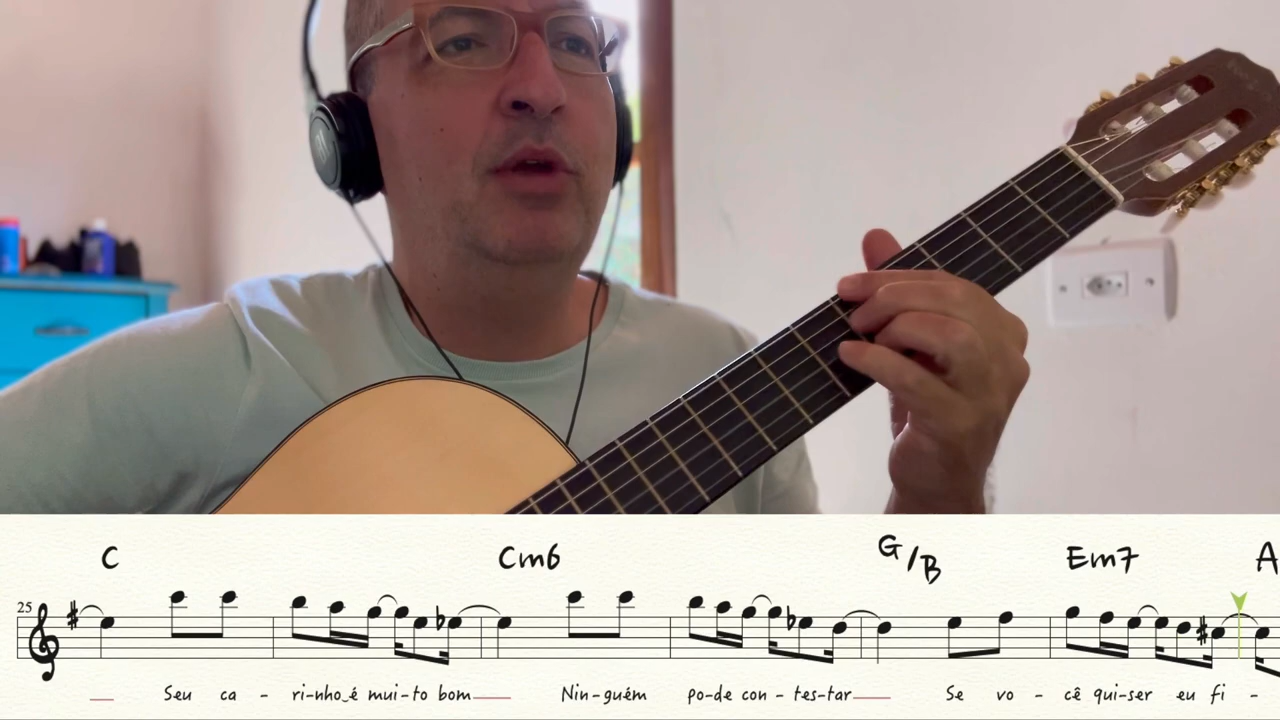 C Cm6 G/B Em7 A
25
Seu ca - ri-nho é mui-to bom Nin-guém po-de con-tes-tar Se vo - cê qui-ser eu fi -